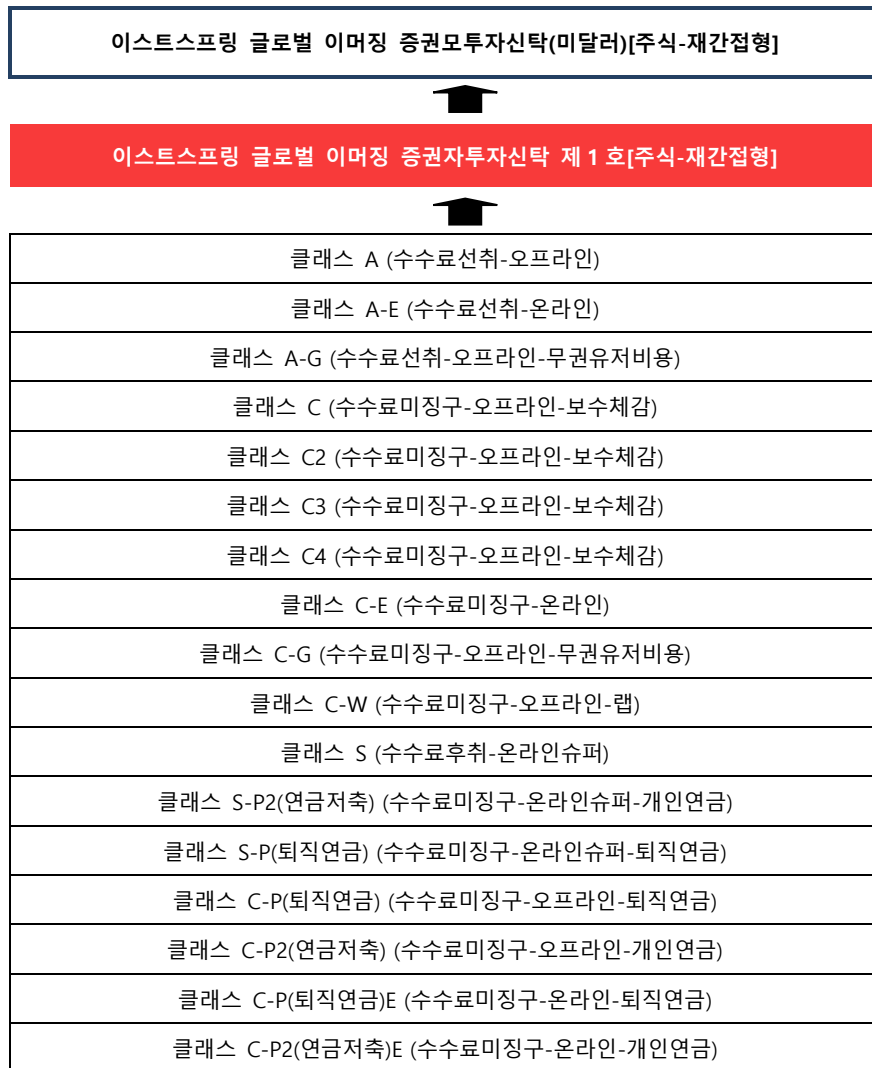 이스트스프링 글로벌 이머징 증권모투자신탁(미달러)[주식-재간접형]
이스트스프링 글로벌 이머징 증권자투자신탁 제 1 호[주식-재간접형]
클래스 A (수수료선취-오프라인)
클래스 A-E (수수료선취-온라인)
클래스 A-G (수수료선취-오프라인-무권유저비용)
클래스 C (수수료미징구-오프라인-보수체감)
클래스 C2 (수수료미징구-오프라인-보수체감)
클래스 C3 (수수료미징구-오프라인-보수체감)
클래스 C4 (수수료미징구-오프라인-보수체감)
클래스 C-E (수수료미징구-온라인)
클래스 C-G (수수료미징구-오프라인-무권유저비용)
클래스 C-W (수수료미징구-오프라인-랩)
클래스 S (수수료후취-온라인슈퍼)
클래스 S-P2(연금저축) (수수료미징구-온라인슈퍼-개인연금)
클래스 S-P(퇴직연금) (수수료미징구-온라인슈퍼-퇴직연금)
클래스 C-P(퇴직연금) (수수료미징구-오프라인-퇴직연금)
클래스 C-P2(연금저축) (수수료미징구-오프라인-개인연금)
클래스 C-P(퇴직연금)E (수수료미징구-온라인-퇴직연금)
클래스 C-P2(연금저축)E (수수료미징구-온라인-개인연금)